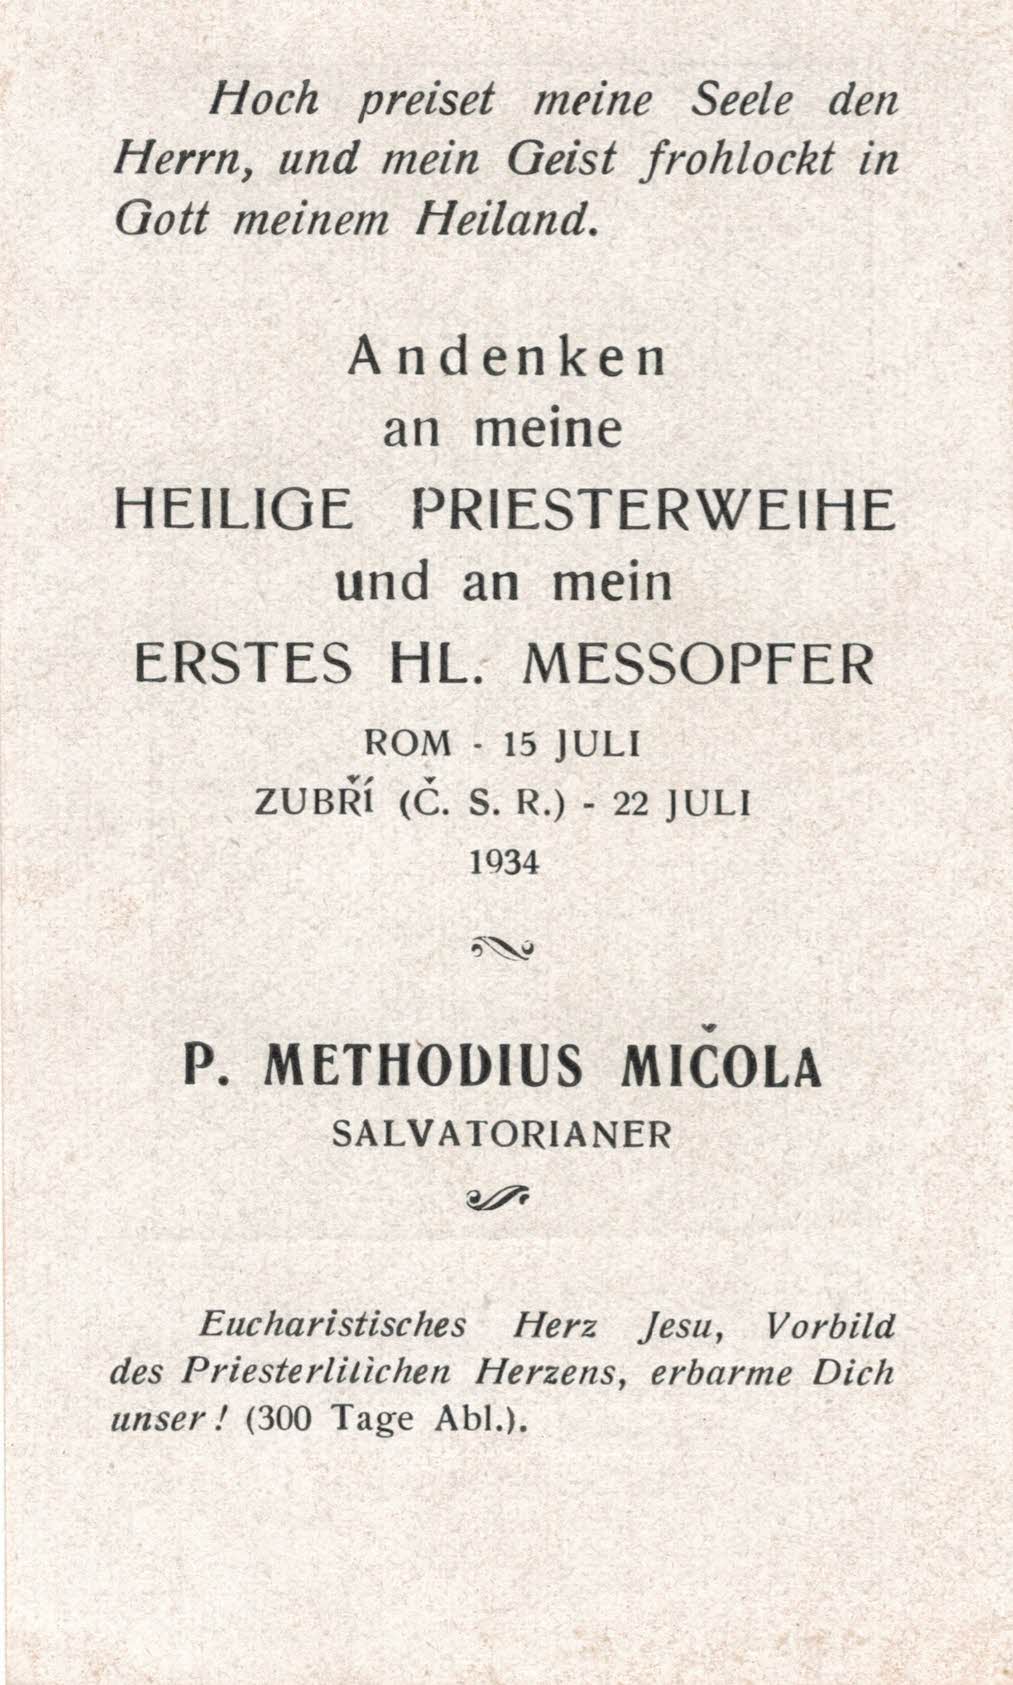 Hoch preiset meine Seele den
Herrn, und mein Geist frohlockt in
Gott meinem Heiland.
Andenken
an meine
HEILIGE PRIESTERWEIHE
und an mein
ERSTES HL. MESSOPFER
ROM - 15 JULI
ZUBŘÍ (Č. S. R.) - 22 JULI
1934
P. METHODIUS MIČOLA
SALVATORIANER
Eucharistisches Herz Jesu, Vorbild
des Priesterlilichen Herzens, erbarme Dich
unser! (300 Tage Abl.).